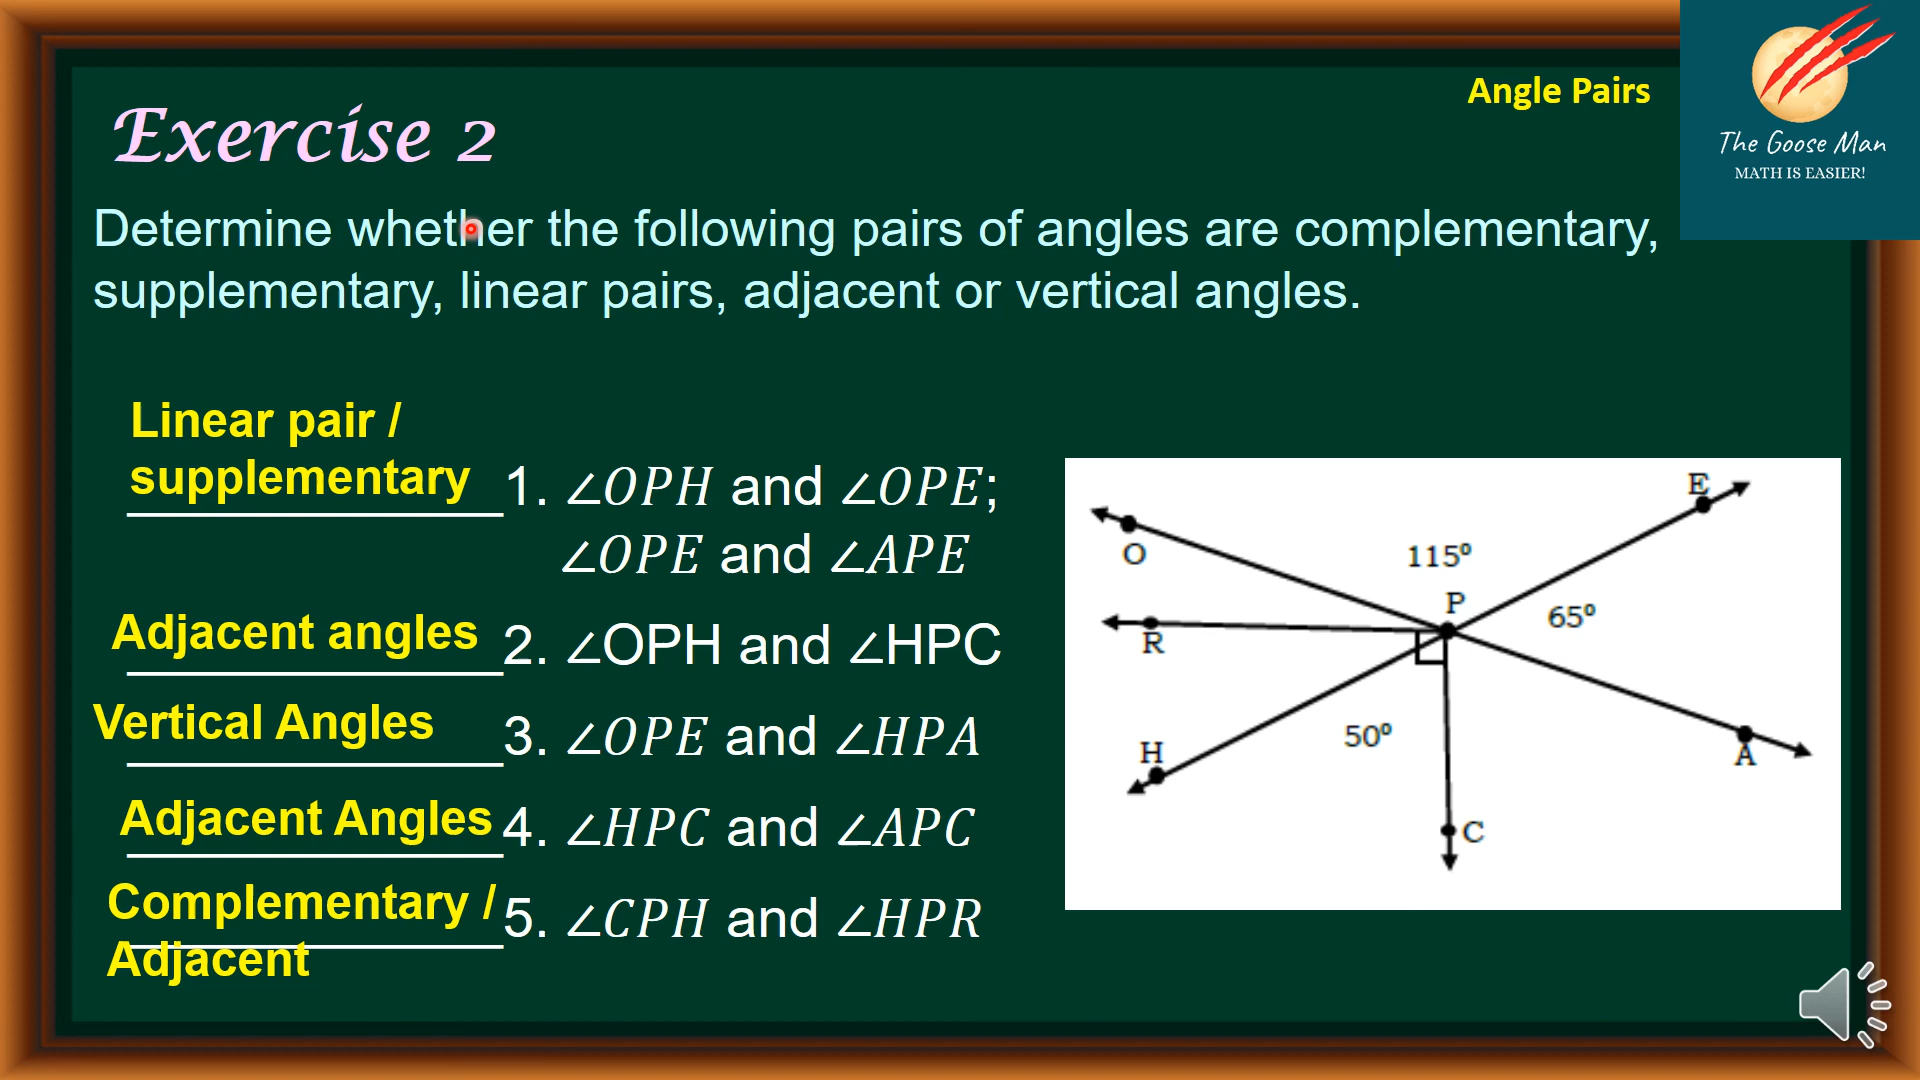 Angle Pairs
The Goose Man
MATH IS EASIER!
Exercise 2
Determine whether the following pairs of angles are complementary,
supplementary, linear pairs, adjacent or vertical angles.
Linear pair /
supplementary 1. ∠OPH and ∠OPE;
∠OPE and ∠APE
Adjacent angles 2. ∠OPH and ∠HPC
Vertical Angles 3. ∠OPE and ∠HPA
Adjacent Angles 4. ∠HPC and ∠APC
Complementary / 5. ∠CPH and ∠HPR
Adjacent
E
O
115⁰
P
65⁰
R
50⁰
H
A
C